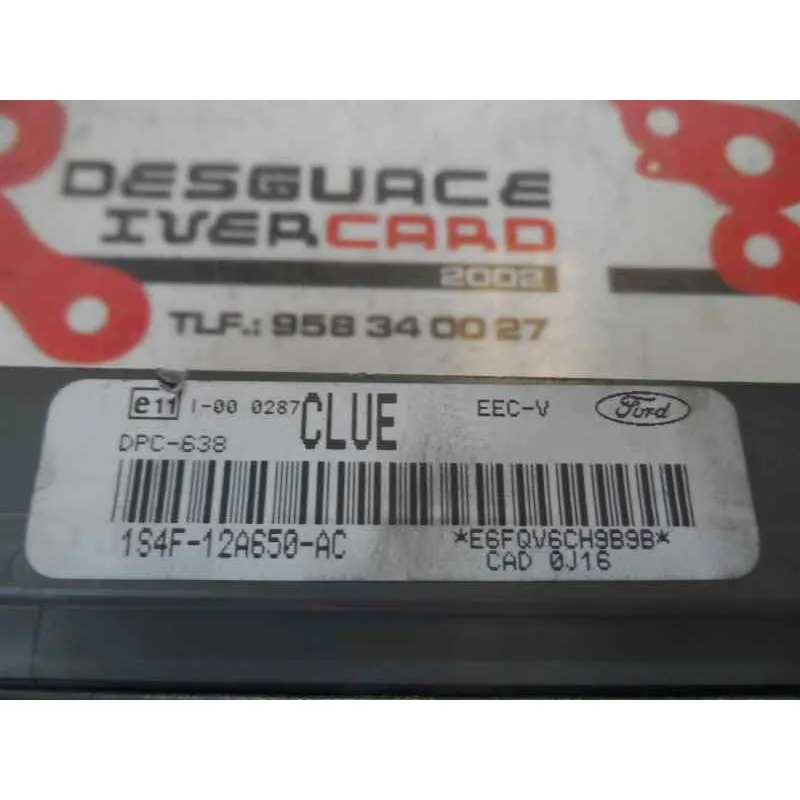 DESGUACE
IVERCARD
2002
TLF.: 958 34 00 27
e11 I-00 0287 CLUE EEC-V Ford
DPC-638
1S4F-12A650-AC *E6FQV6CH9B9B*
CAD 0J16